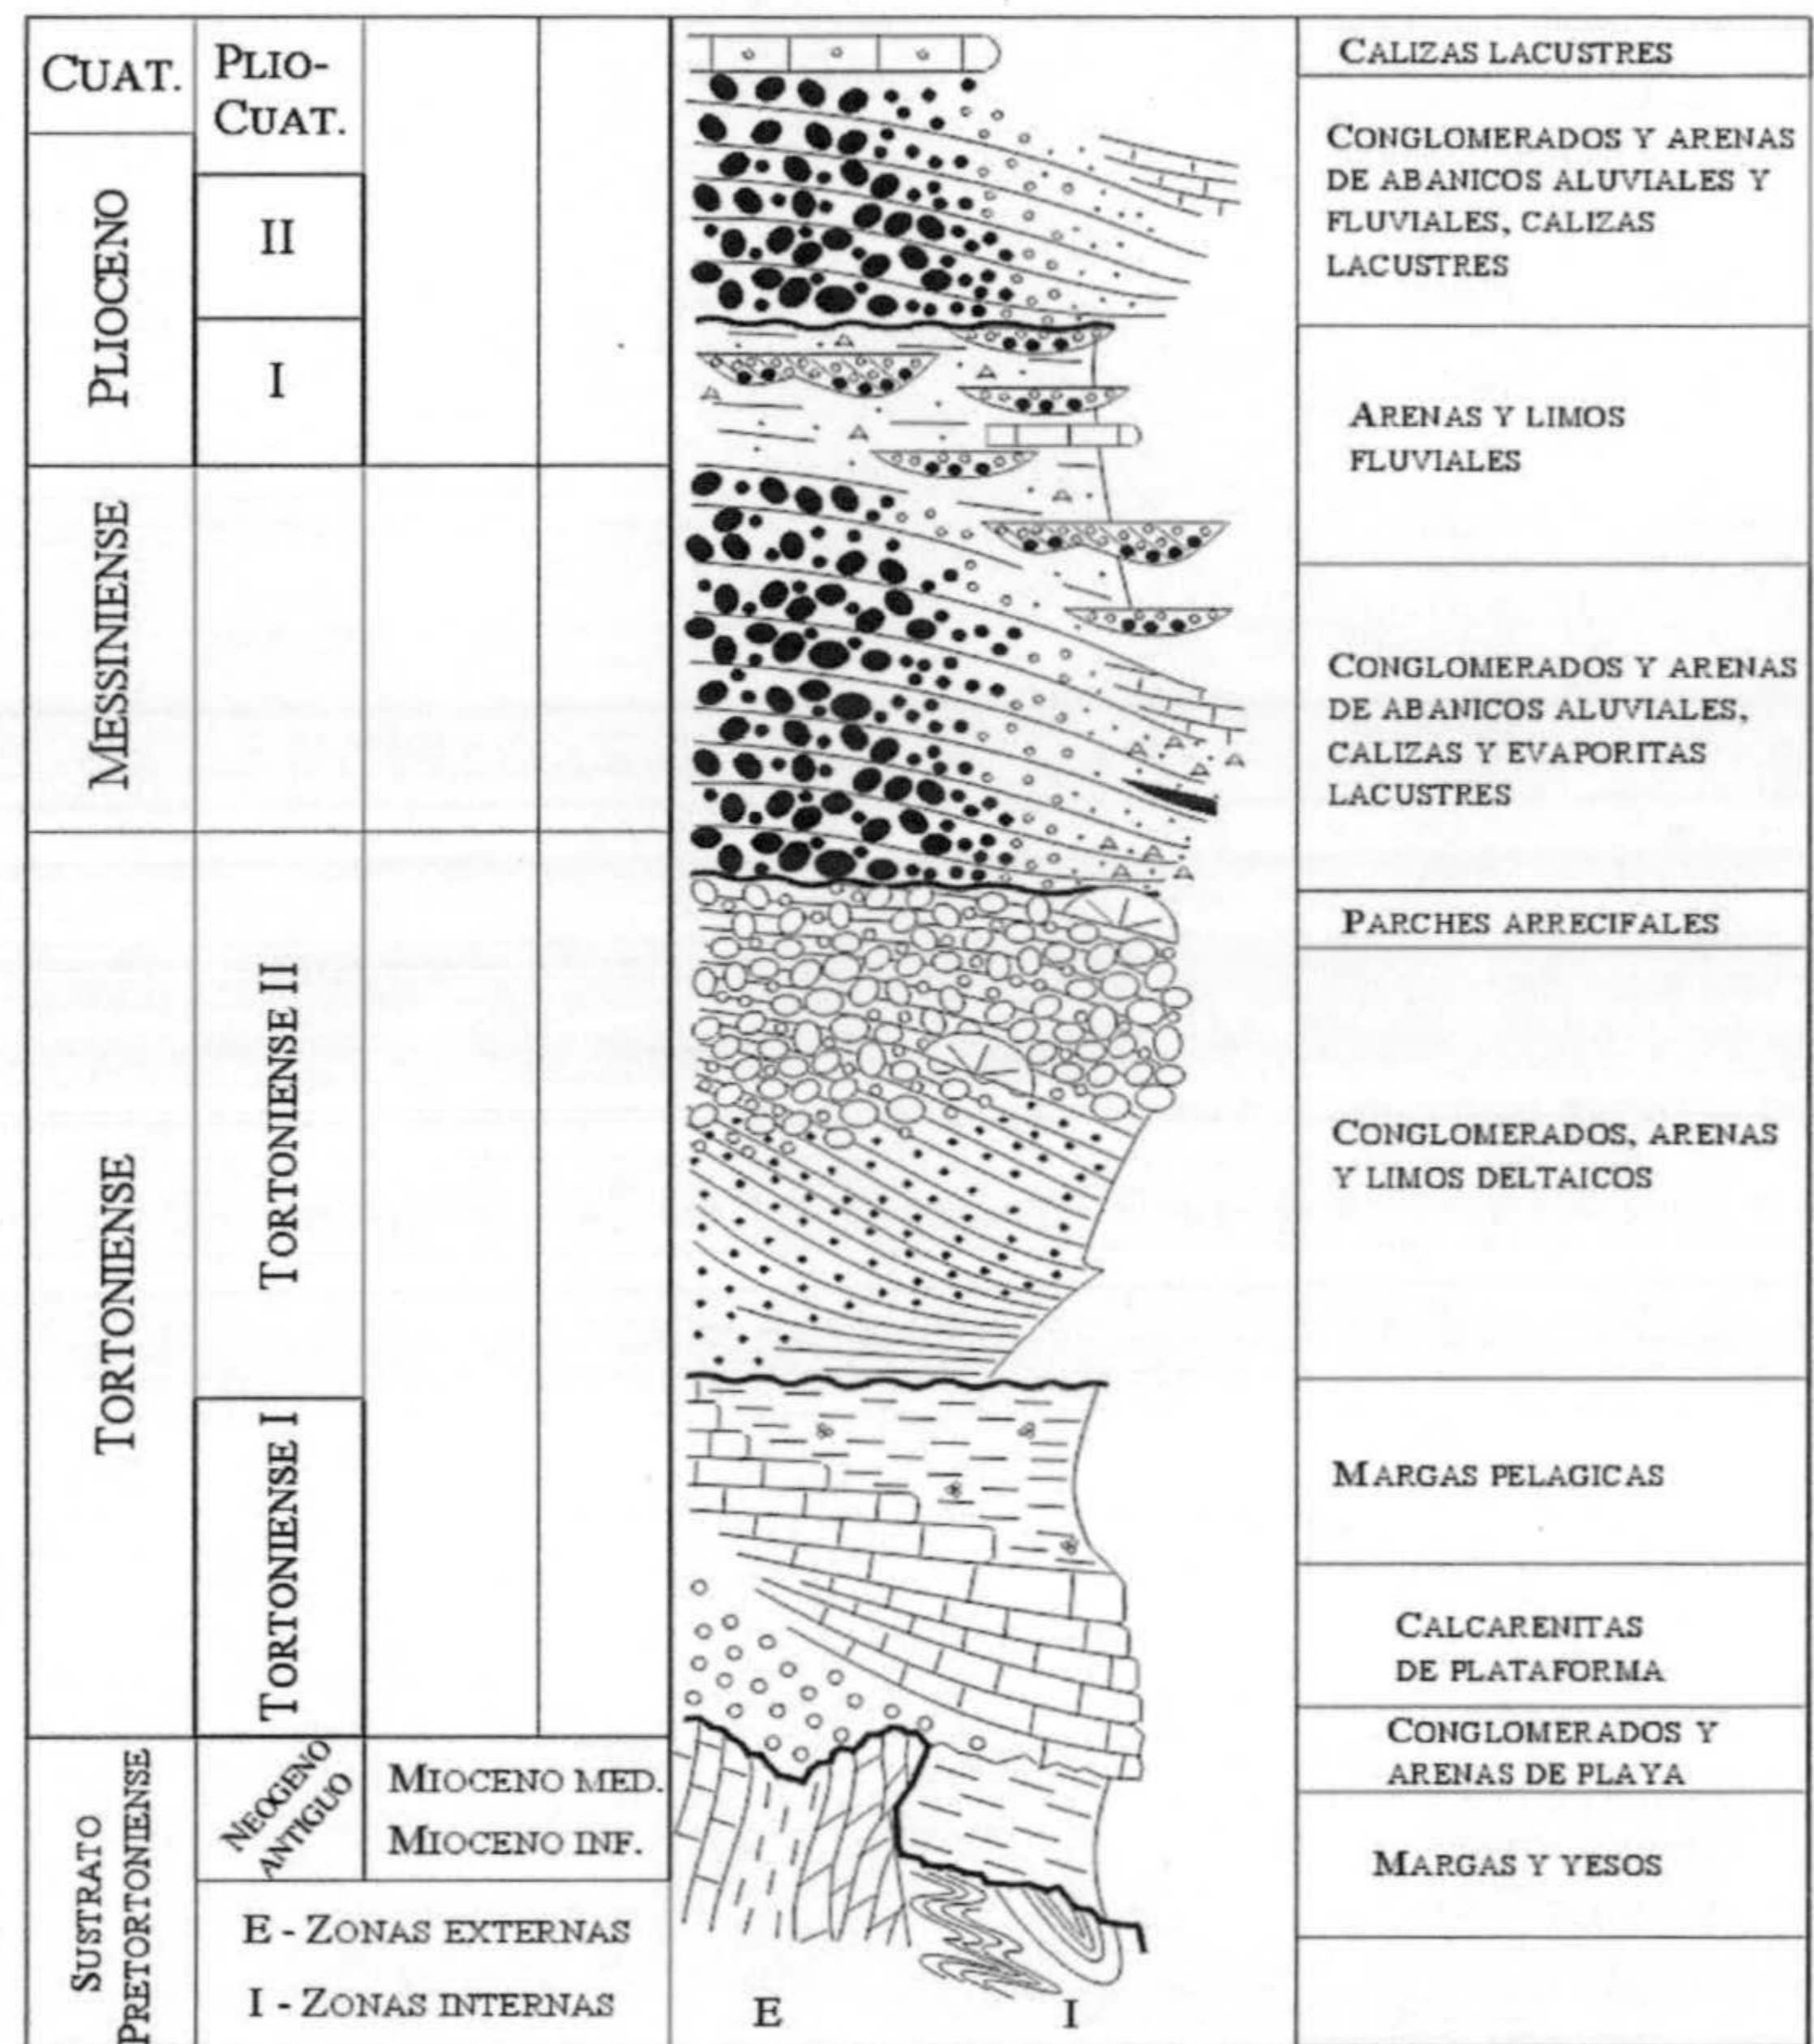 CUAT.
PLIO-
CUAT.
PLIOCENO
II
I
MESSINIENSE
TORTONIENSE
TORTONIENSE II
TORTONIENSE I
SUSTRATO
PRETORTONIENSE
NEOGENO
ANTIGUO
MIOCENO MED.
MIOCENO INF.
E - ZONAS EXTERNAS
I - ZONAS INTERNAS
E
I
CALIZAS LACUSTRES
CONGLOMERADOS Y ARENAS
DE ABANICOS ALUVIALES Y
FLUVIALES, CALIZAS
LACUSTRES
ARENAS Y LIMOS
FLUVIALES
CONGLOMERADOS Y ARENAS
DE ABANICOS ALUVIALES,
CALIZAS Y EVAPORITAS
LACUSTRES
PARCHES ARRECIFALES
CONGLOMERADOS, ARENAS
Y LIMOS DELTAICOS
MARGAS PELAGICAS
CALCARENITAS
DE PLATAFORMA
CONGLOMERADOS Y
ARENAS DE PLAYA
MARGAS Y YESOS